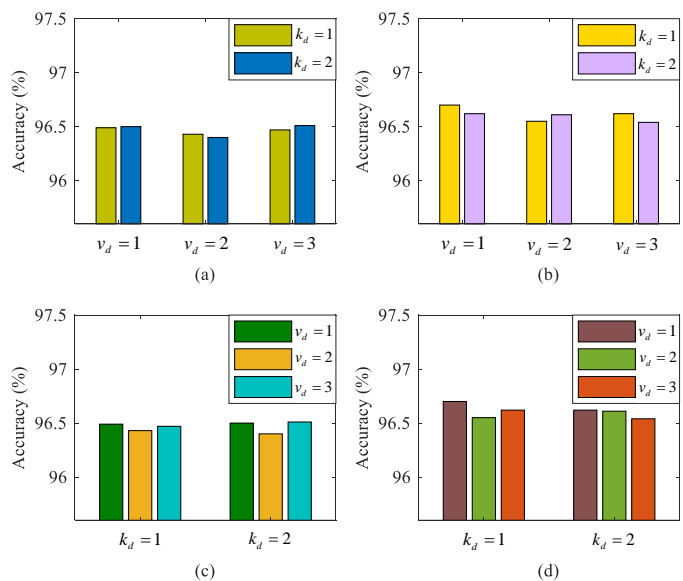 97.5
97
96.5
96
Accuracy (%)
k_d = 1
k_d = 2
v_d = 1
v_d = 2
v_d = 3
(a)
97.5
97
96.5
96
Accuracy (%)
k_d = 1
k_d = 2
v_d = 1
v_d = 2
v_d = 3
(b)
97.5
97
96.5
96
Accuracy (%)
v_d = 1
v_d = 2
v_d = 3
k_d = 1
k_d = 2
(c)
97.5
97
96.5
96
Accuracy (%)
v_d = 1
v_d = 2
v_d = 3
k_d = 1
k_d = 2
(d)